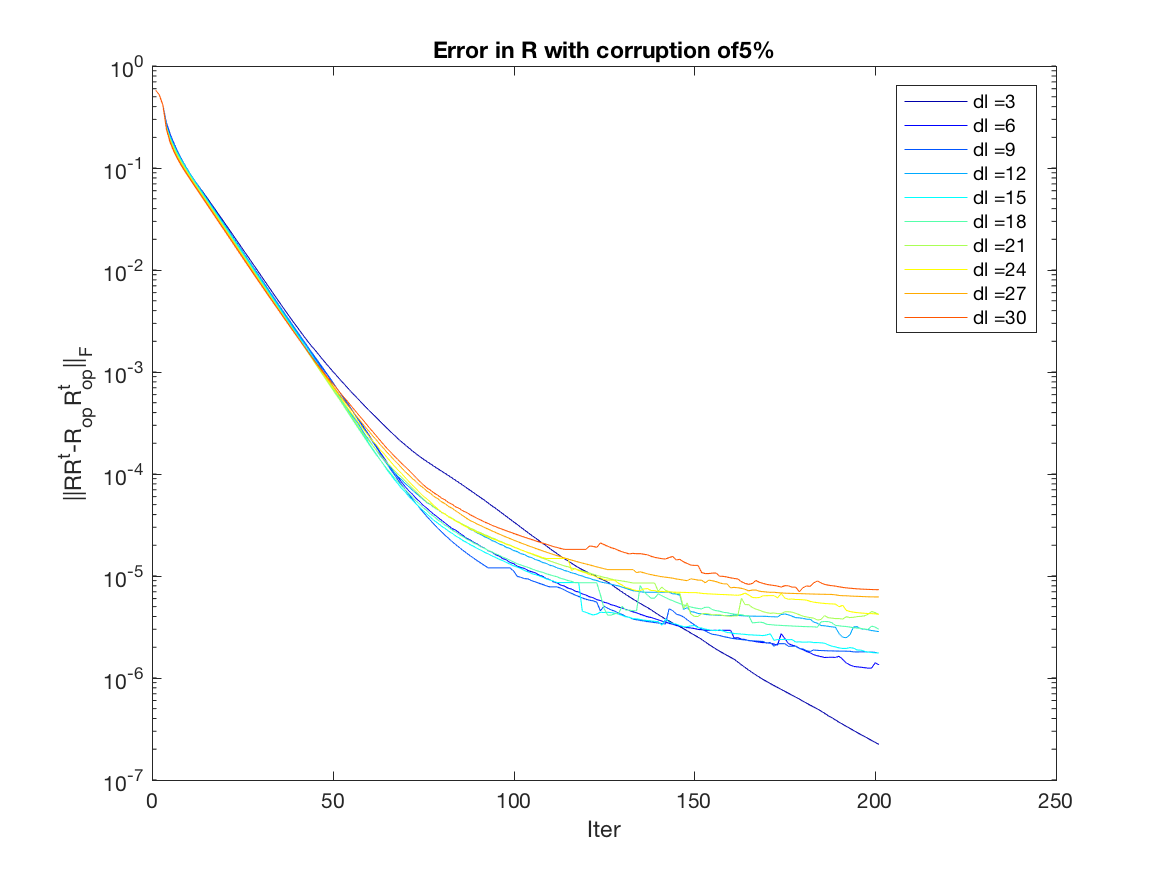 Error in R with corruption of5%
10^0
10^-1
10^-2
10^-3
10^-4
10^-5
10^-6
10^-7
||RR^t-R_op R_op^t||_F
0 50 100 150 200 250
Iter
dl =3
dl =6
dl =9
dl =12
dl =15
dl =18
dl =21
dl =24
dl =27
dl =30